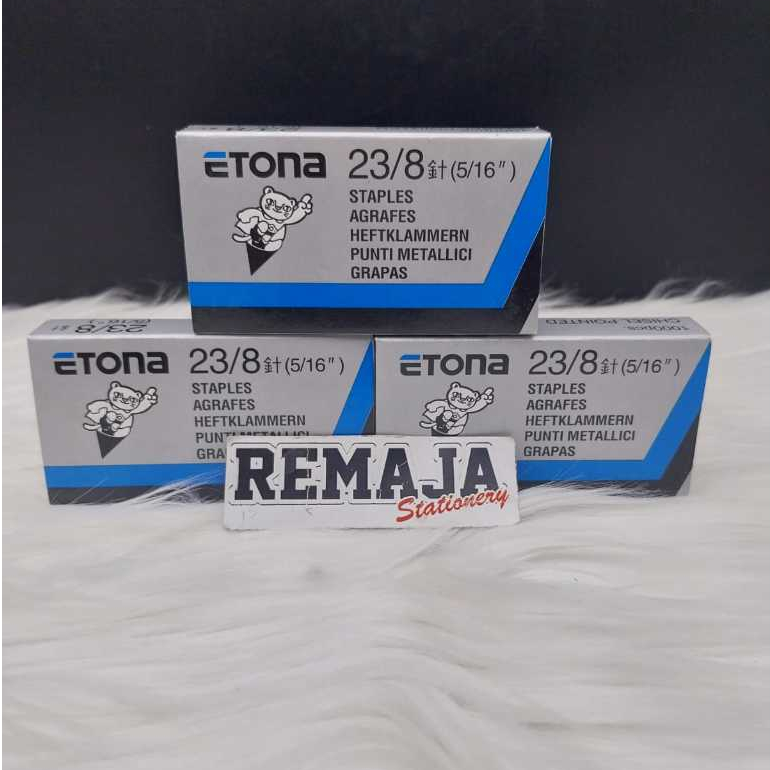 ETONA 23/8 針 (5/16")
STAPLES
AGRAFES
HEFTKLAMMERN
PUNTI METALLICI
GRAPAS
23/8
ETONA 23/8 針 (5/16")
STAPLES
AGRAFES
HEFTKLAMMERN
PUNTI METALLICI
1000pcs.
CHISEL POINTED
ETONA 23/8 針 (5/16")
STAPLES
AGRAFES
HEFTKLAMMERN
PUNTI METALLICI
GRAPAS
REMAJA
Stationery